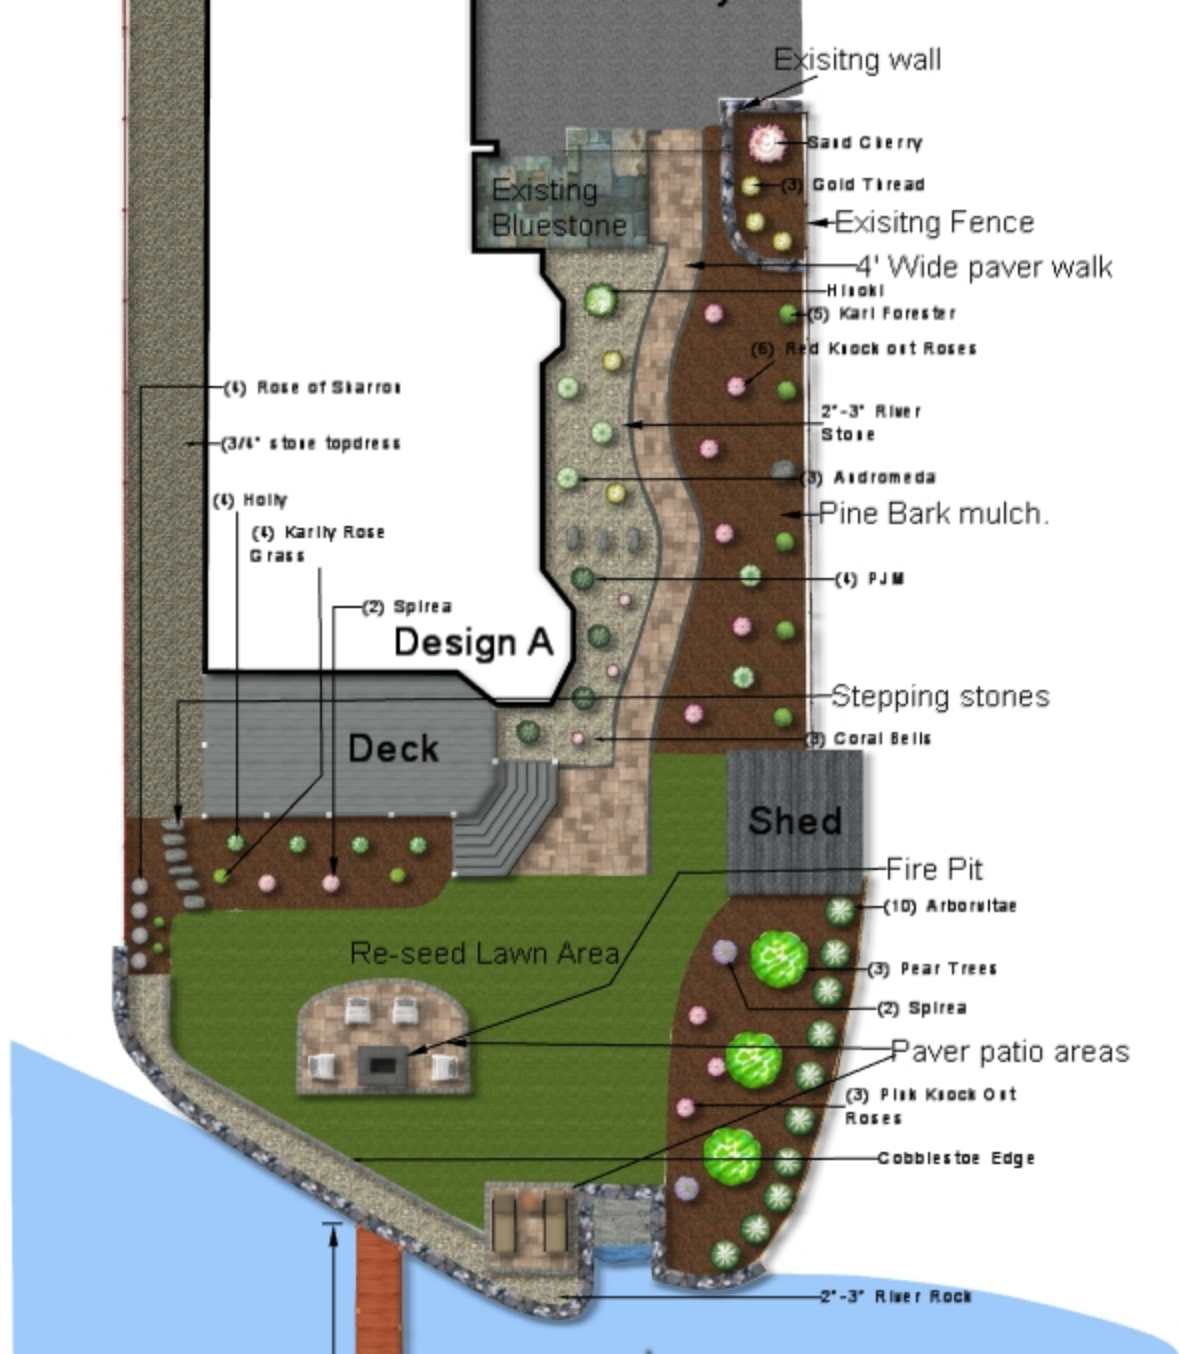 Exisitng wall
Sand Cherry
(3) Gold Thread
Existing
Bluestone
Exisitng Fence
4' Wide paver walk
Hinoki
(5) Karl Forester
(6) Red Knock out Roses
(4) Rose of Sharron
2"-3" River
Stone
(3/4" stone topdress
(3) Andromeda
(4) Holly
Pine Bark mulch.
(4) Karlly Rose
Grass
(4) PJM
(2) Spirea
Design A
Stepping stones
Deck
(3) Coral Bells
Shed
Fire Pit
(10) Arborvitae
Re-seed Lawn Area
(3) Pear Trees
(2) Spirea
Paver patio areas
(3) Pink Knock Out
Roses
Cobblestoe Edge
2"-3" River Rock